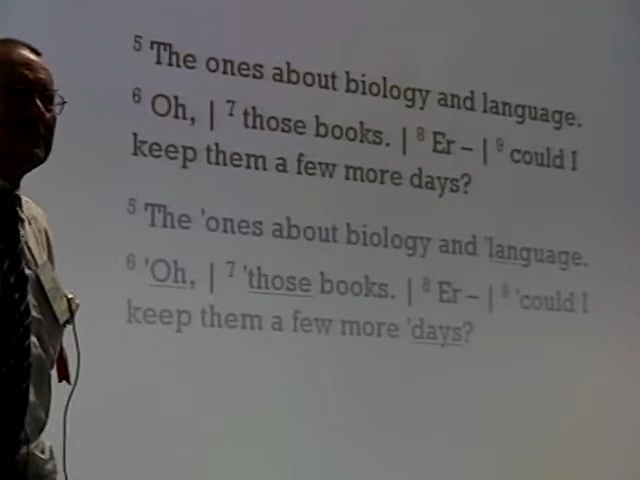 ⁵ The ones about biology and language.
⁶ Oh, | ⁷ those books. | ⁸ Er – | ⁹ could I
keep them a few more days?
⁵ The 'ones about biology and 'language.
⁶ 'Oh, | ⁷ 'those books. | ⁸ Er – | ⁹ 'could I
keep them a few more 'days?